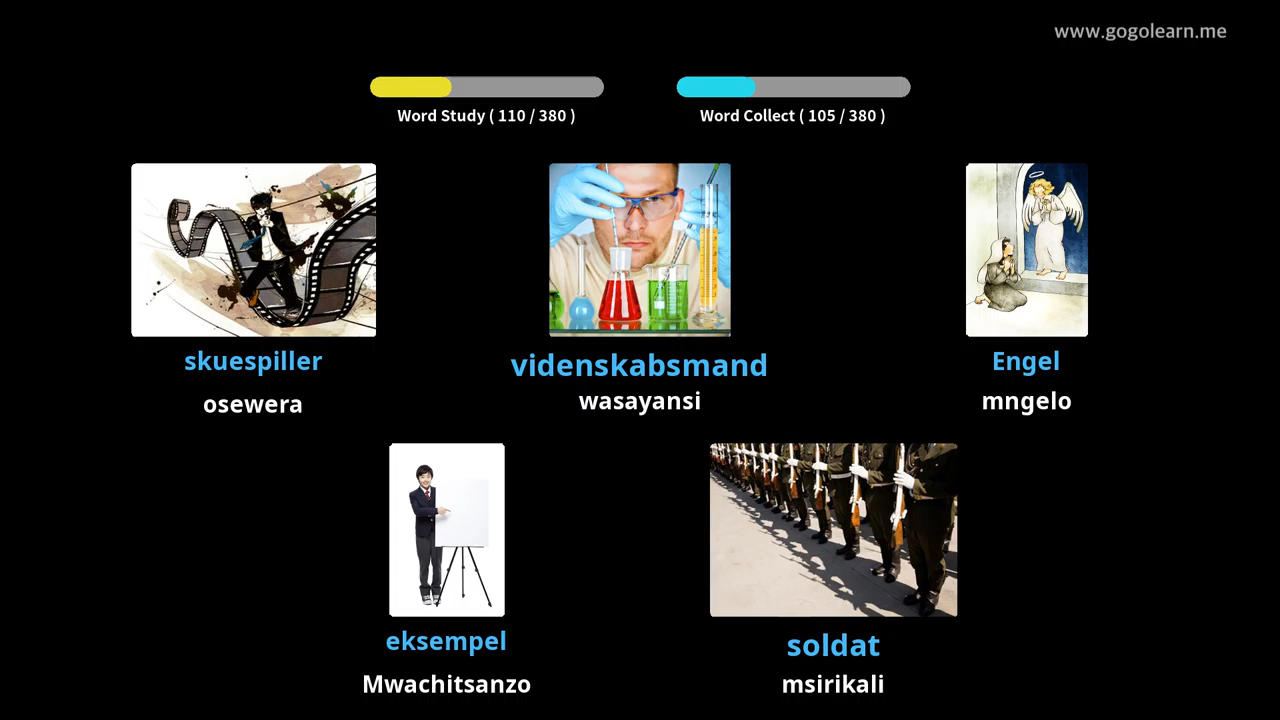 www.gogolearn.me
Word Study ( 110 / 380 )
Word Collect ( 105 / 380 )
skuespiller
osewera
videnskabsmand
wasayansi
Engel
mngelo
eksempel
Mwachitsanzo
soldat
msirikali